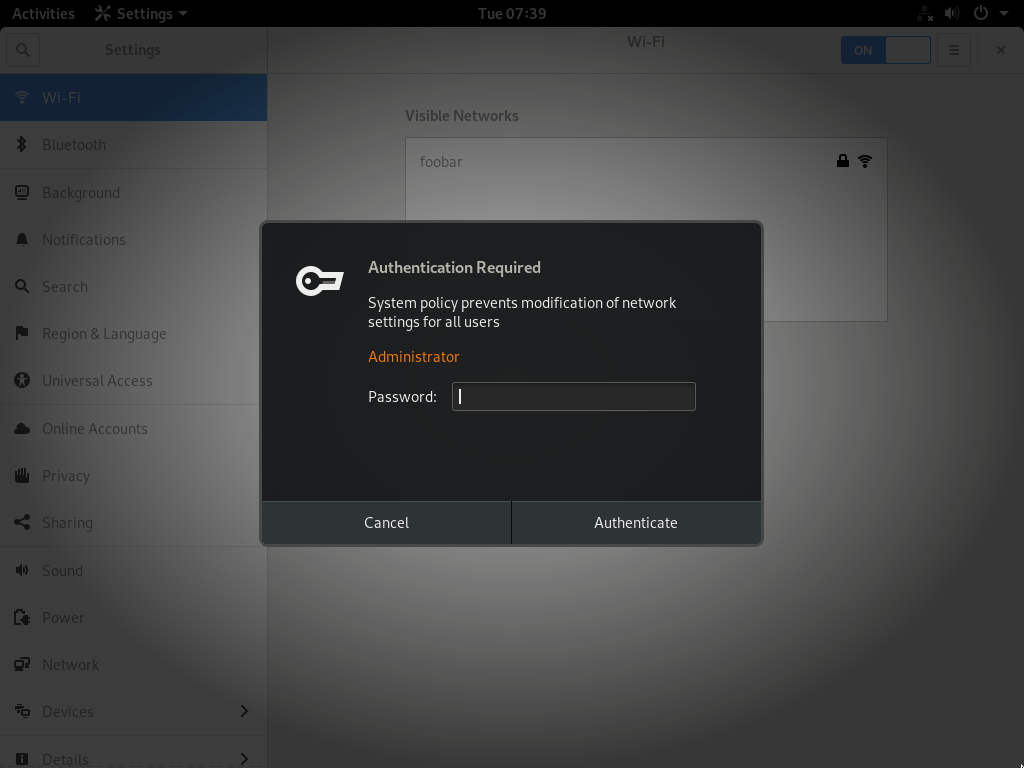 Activities Settings Tue 07:39
Settings Wi-Fi ON
Wi-Fi
Bluetooth
Background
Notifications
Search
Region & Language
Universal Access
Online Accounts
Privacy
Sharing
Sound
Power
Network
Devices
Details
Visible Networks
foobar
Authentication Required
System policy prevents modification of network
settings for all users
Administrator
Password:
Cancel Authenticate